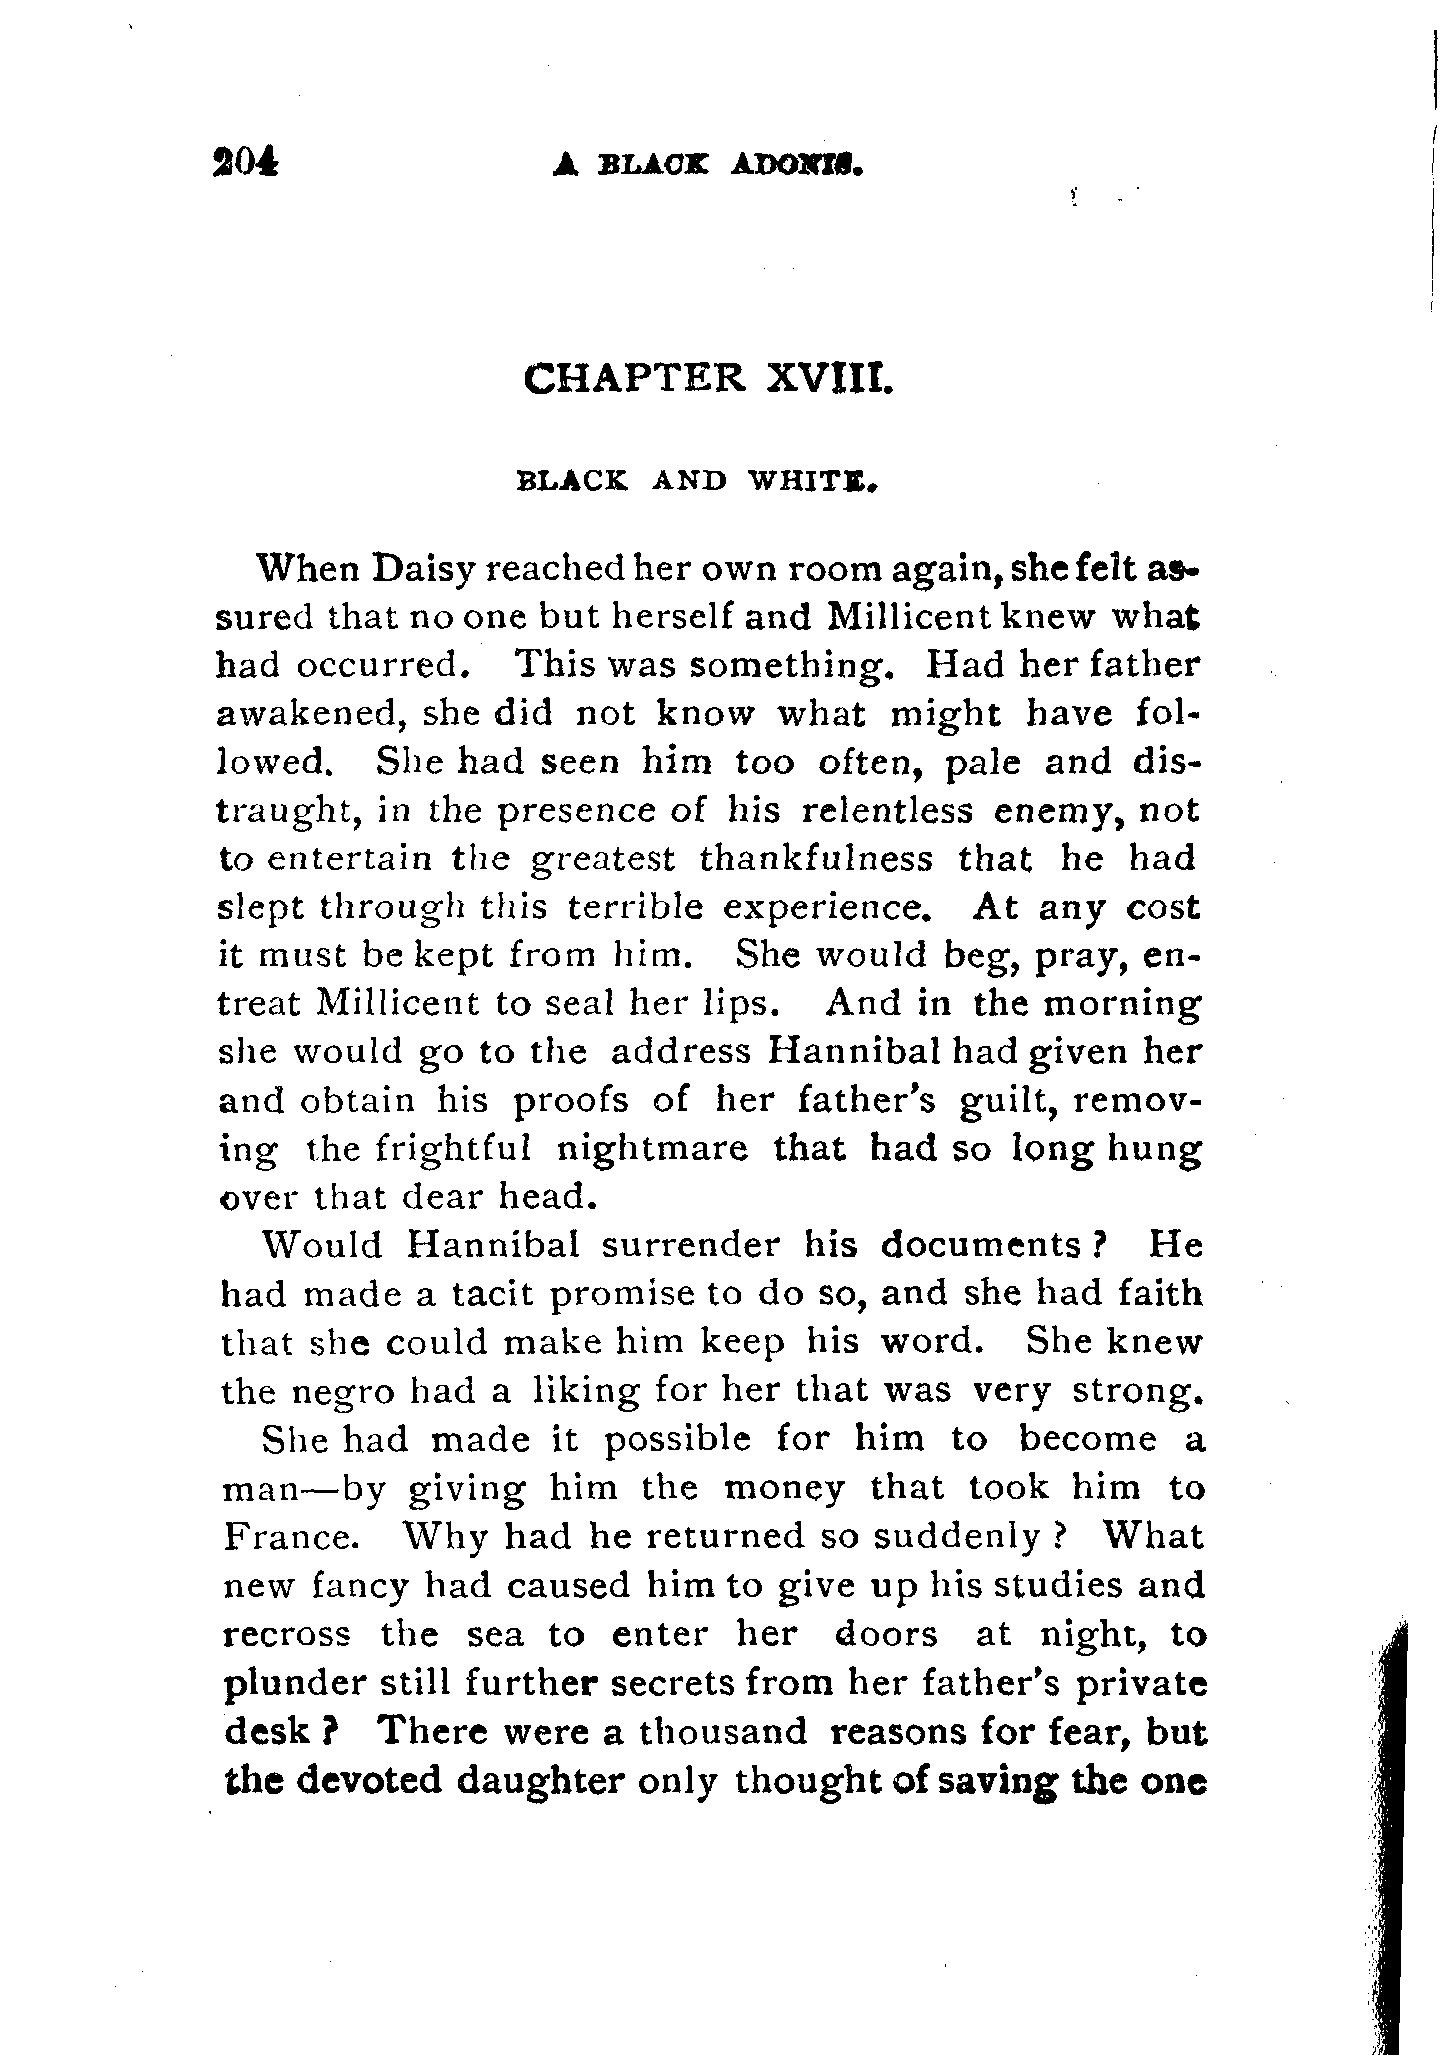 204 A BLACK ADONIS.
CHAPTER XVIII.
BLACK AND WHITE.
When Daisy reached her own room again, she felt as-
sured that no one but herself and Millicent knew what
had occurred. This was something. Had her father
awakened, she did not know what might have fol-
lowed. She had seen him too often, pale and dis-
traught, in the presence of his relentless enemy, not
to entertain the greatest thankfulness that he had
slept through this terrible experience. At any cost
it must be kept from him. She would beg, pray, en-
treat Millicent to seal her lips. And in the morning
she would go to the address Hannibal had given her
and obtain his proofs of her father's guilt, remov-
ing the frightful nightmare that had so long hung
over that dear head.
Would Hannibal surrender his documents? He
had made a tacit promise to do so, and she had faith
that she could make him keep his word. She knew
the negro had a liking for her that was very strong.
She had made it possible for him to become a
man—by giving him the money that took him to
France. Why had he returned so suddenly? What
new fancy had caused him to give up his studies and
recross the sea to enter her doors at night, to
plunder still further secrets from her father's private
desk? There were a thousand reasons for fear, but
the devoted daughter only thought of saving the one